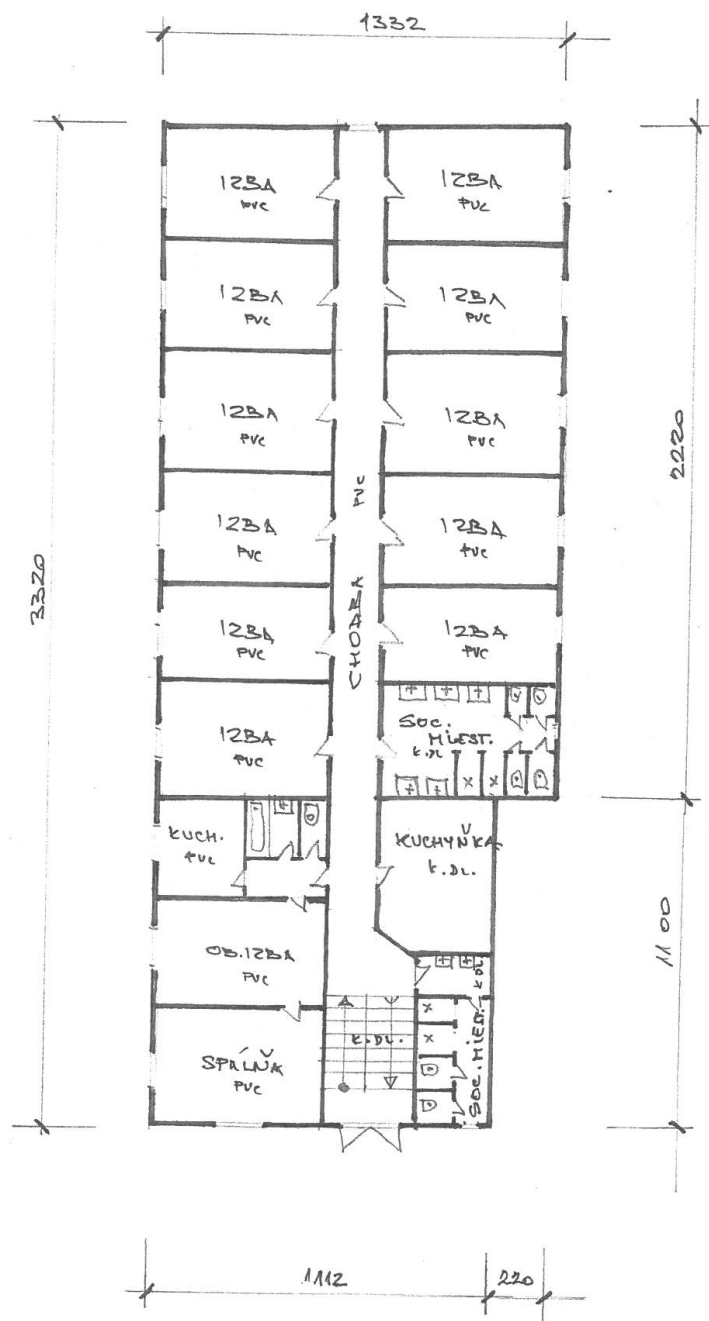 1332
IZBA
PVC
IZBA
PVC
IZBA
PVC
IZBA
PVC
IZBA
PVC
IZBA
PVC
IZBA
PVC
IZBA
PVC
IZBA
PVC
IZBA
PVC
IZBA
PVC
CHODBA PVC
SOC.
MIEST.
K.DL
3320
2220
KUCH.
PVC
KUCHYŇKA
K.DL.
OB.IZBA
PVC
SPÁLŇA
PVC
K.DL.
SOC. MIEST. K.DL
1100
1112
220